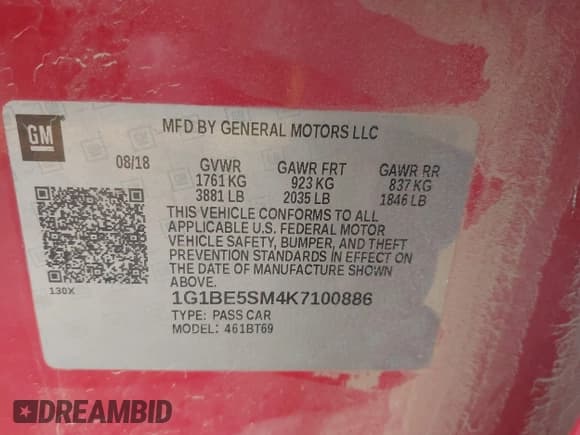 GM
MFD BY GENERAL MOTORS LLC
08/18 GVWR GAWR FRT GAWR RR
1761 KG 923 KG 837 KG
3881 LB 2035 LB 1846 LB
THIS VEHICLE CONFORMS TO ALL
APPLICABLE U.S. FEDERAL MOTOR
VEHICLE SAFETY, BUMPER, AND THEFT
PREVENTION STANDARDS IN EFFECT ON
THE DATE OF MANUFACTURE SHOWN
ABOVE.
130X
1G1BE5SM4K7100886
TYPE: PASS CAR
MODEL: 461BT69
DREAMBID